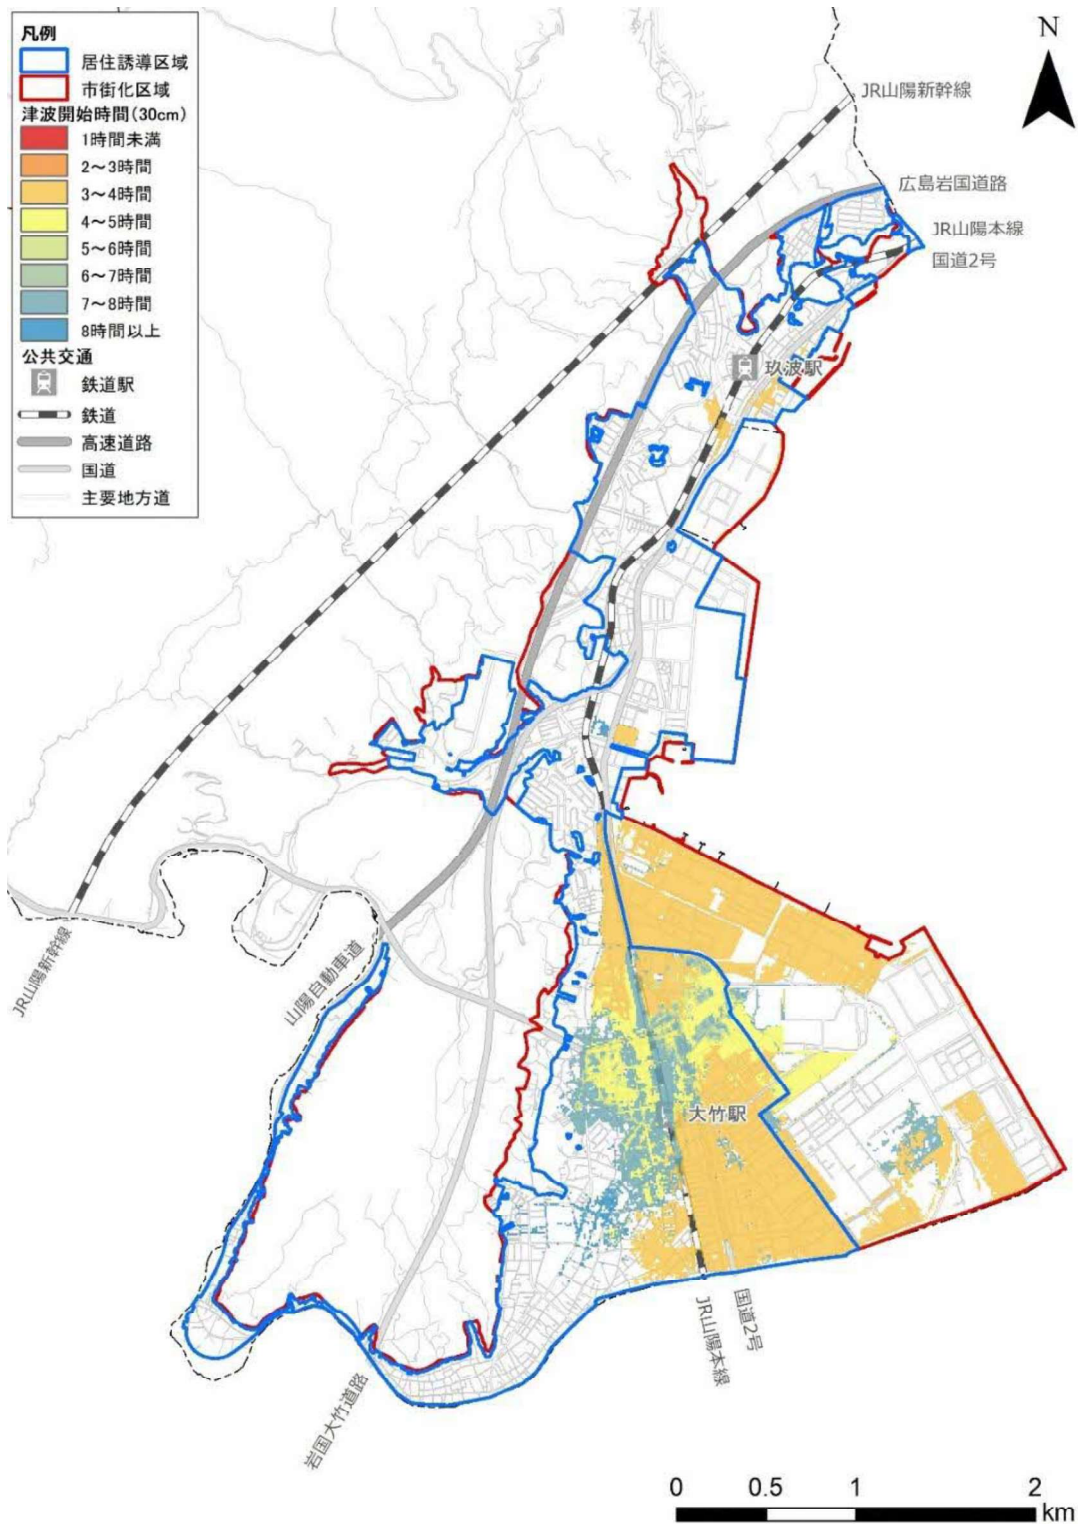 凡例
居住誘導区域
市街化区域
津波開始時間(30cm)
1時間未満
2～3時間
3～4時間
4～5時間
5～6時間
6～7時間
7～8時間
8時間以上
公共交通
鉄道駅
鉄道
高速道路
国道
主要地方道
N
JR山陽新幹線
広島岩国道路
JR山陽本線
国道2号
玖波駅
JR山陽新幹線
山陽自動車道
大竹駅
岩国大竹道路
JR山陽本線
国道2号
0 0.5 1 2
km